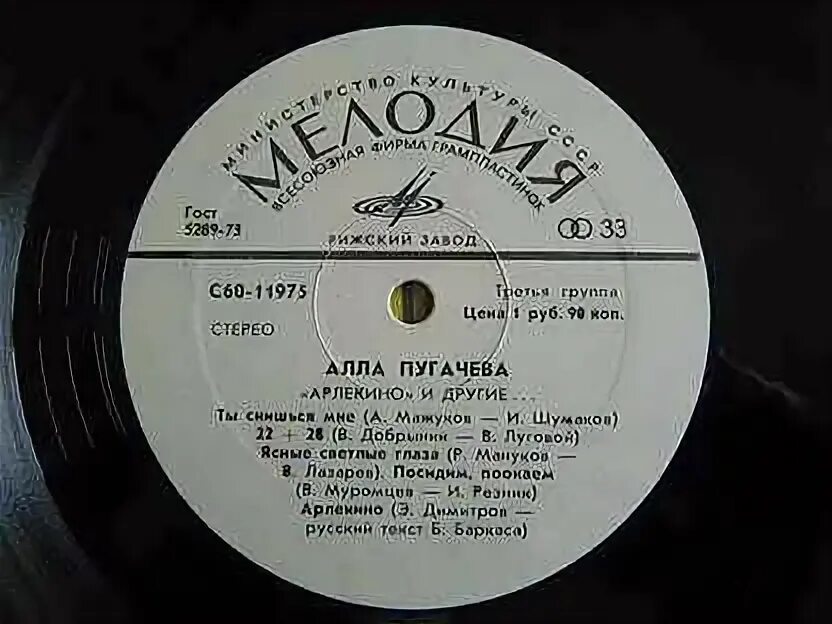 МИНИСТЕРСТВО КУЛЬТУРЫ СССР
МЕЛОДИЯ
ВСЕСОЮЗНАЯ ФИРМА ГРАМПЛАСТИНОК
Гост
5289-73
РИЖСКИЙ ЗАВОД
33
С60-11975
Третья группа
Цена 1 руб. 90 коп.
СТЕРЕО
АЛЛА ПУГАЧЕВА
«АРЛЕКИНО» И ДРУГИЕ...
Ты снишься мне (А. Мажуков — И. Шумаков)
22 + 28 (В. Добрынин — В. Луговой)
Ясные светлые глаза (Р. Мануков —
В. Лазарев). Посидим, поокаем
(В. Муромцев — И. Резник)
Арлекино (Э. Димитров —
русский текст Б. Баркаса)